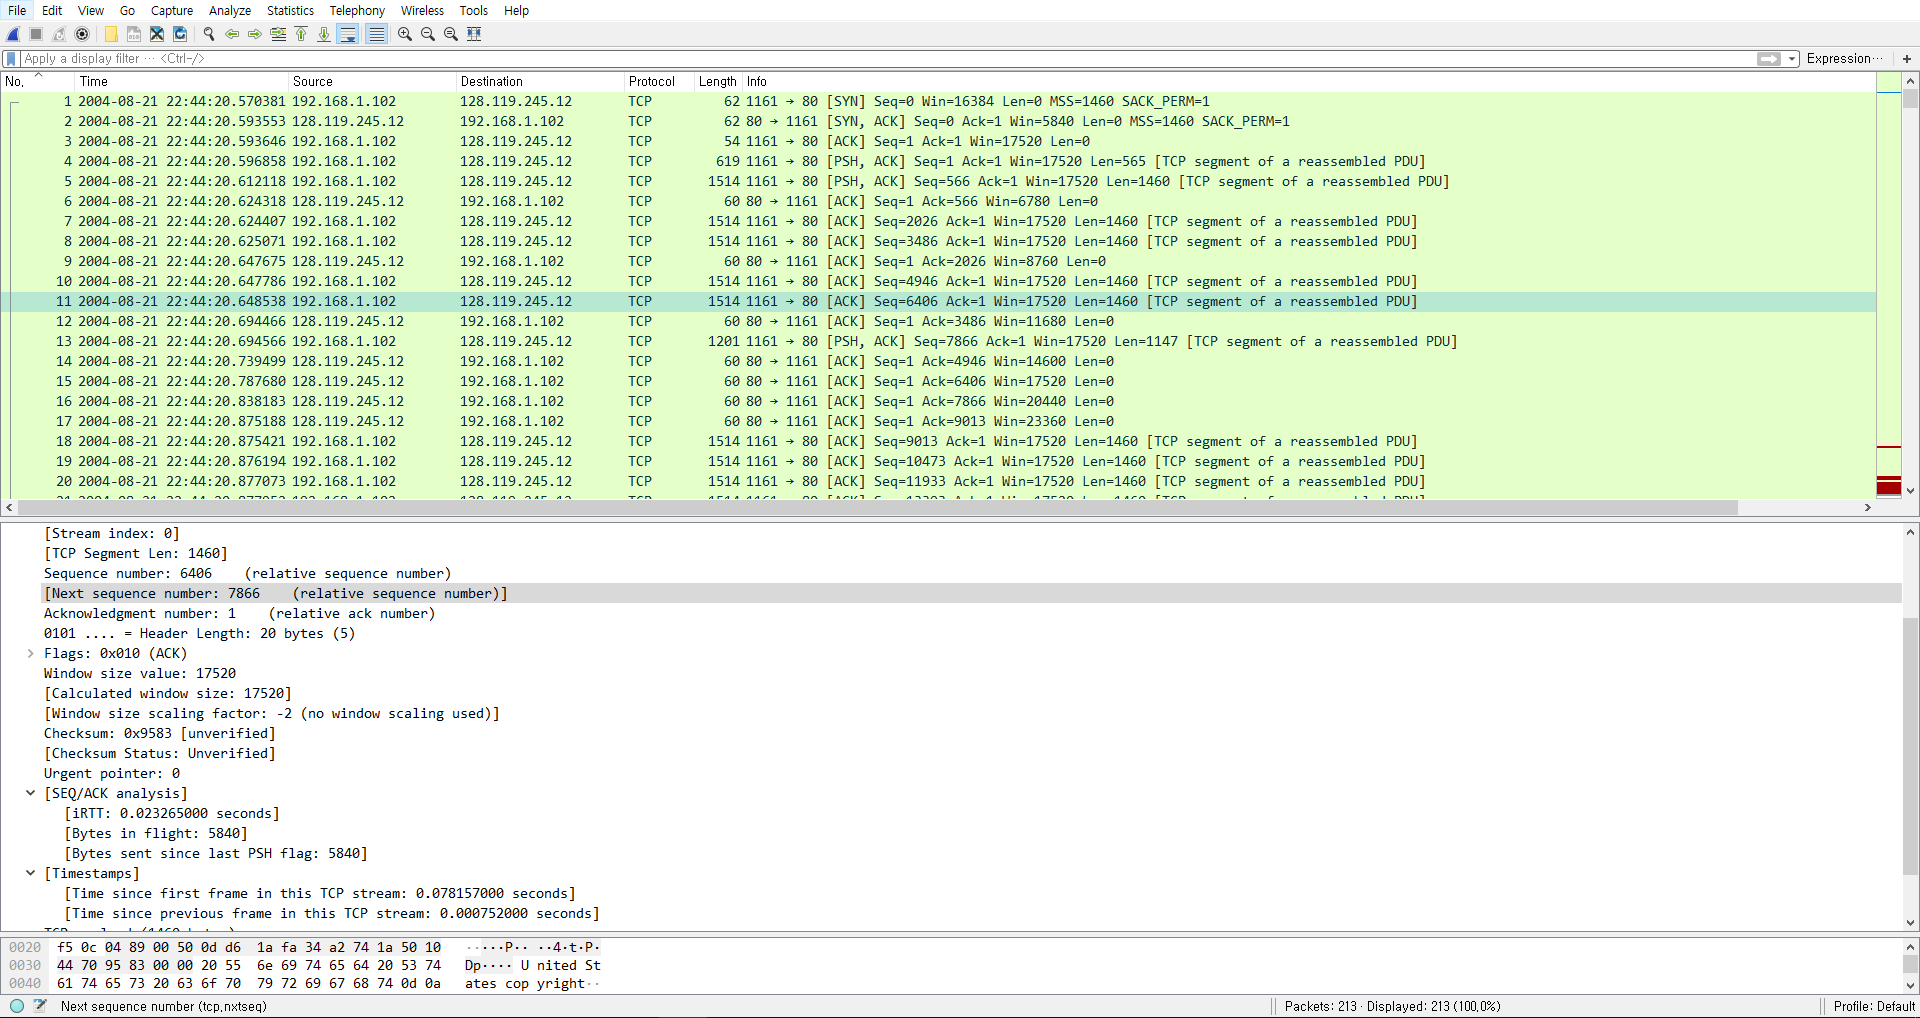 File Edit View Go Capture Analyze Statistics Telephony Wireless Tools Help
Apply a display filter ··· <Ctrl-/> Expression··· +
No. Time Source Destination Protocol Length Info
1 2004-08-21 22:44:20.570381 192.168.1.102 128.119.245.12 TCP 62 1161 → 80 [SYN] Seq=0 Win=16384 Len=0 MSS=1460 SACK_PERM=1
2 2004-08-21 22:44:20.593553 128.119.245.12 192.168.1.102 TCP 62 80 → 1161 [SYN, ACK] Seq=0 Ack=1 Win=5840 Len=0 MSS=1460 SACK_PERM=1
3 2004-08-21 22:44:20.593646 192.168.1.102 128.119.245.12 TCP 54 1161 → 80 [ACK] Seq=1 Ack=1 Win=17520 Len=0
4 2004-08-21 22:44:20.596858 192.168.1.102 128.119.245.12 TCP 619 1161 → 80 [PSH, ACK] Seq=1 Ack=1 Win=17520 Len=565 [TCP segment of a reassembled PDU]
5 2004-08-21 22:44:20.612118 192.168.1.102 128.119.245.12 TCP 1514 1161 → 80 [PSH, ACK] Seq=566 Ack=1 Win=17520 Len=1460 [TCP segment of a reassembled PDU]
6 2004-08-21 22:44:20.624318 128.119.245.12 192.168.1.102 TCP 60 80 → 1161 [ACK] Seq=1 Ack=566 Win=6780 Len=0
7 2004-08-21 22:44:20.624407 192.168.1.102 128.119.245.12 TCP 1514 1161 → 80 [ACK] Seq=2026 Ack=1 Win=17520 Len=1460 [TCP segment of a reassembled PDU]
8 2004-08-21 22:44:20.625071 192.168.1.102 128.119.245.12 TCP 1514 1161 → 80 [ACK] Seq=3486 Ack=1 Win=17520 Len=1460 [TCP segment of a reassembled PDU]
9 2004-08-21 22:44:20.647675 128.119.245.12 192.168.1.102 TCP 60 80 → 1161 [ACK] Seq=1 Ack=2026 Win=8760 Len=0
10 2004-08-21 22:44:20.647786 192.168.1.102 128.119.245.12 TCP 1514 1161 → 80 [ACK] Seq=4946 Ack=1 Win=17520 Len=1460 [TCP segment of a reassembled PDU]
11 2004-08-21 22:44:20.648538 192.168.1.102 128.119.245.12 TCP 1514 1161 → 80 [ACK] Seq=6406 Ack=1 Win=17520 Len=1460 [TCP segment of a reassembled PDU]
12 2004-08-21 22:44:20.694466 128.119.245.12 192.168.1.102 TCP 60 80 → 1161 [ACK] Seq=1 Ack=3486 Win=11680 Len=0
13 2004-08-21 22:44:20.694566 192.168.1.102 128.119.245.12 TCP 1201 1161 → 80 [PSH, ACK] Seq=7866 Ack=1 Win=17520 Len=1147 [TCP segment of a reassembled PDU]
14 2004-08-21 22:44:20.739499 128.119.245.12 192.168.1.102 TCP 60 80 → 1161 [ACK] Seq=1 Ack=4946 Win=14600 Len=0
15 2004-08-21 22:44:20.787680 128.119.245.12 192.168.1.102 TCP 60 80 → 1161 [ACK] Seq=1 Ack=6406 Win=17520 Len=0
16 2004-08-21 22:44:20.838183 128.119.245.12 192.168.1.102 TCP 60 80 → 1161 [ACK] Seq=1 Ack=7866 Win=20440 Len=0
17 2004-08-21 22:44:20.875188 128.119.245.12 192.168.1.102 TCP 60 80 → 1161 [ACK] Seq=1 Ack=9013 Win=23360 Len=0
18 2004-08-21 22:44:20.875421 192.168.1.102 128.119.245.12 TCP 1514 1161 → 80 [ACK] Seq=9013 Ack=1 Win=17520 Len=1460 [TCP segment of a reassembled PDU]
19 2004-08-21 22:44:20.876194 192.168.1.102 128.119.245.12 TCP 1514 1161 → 80 [ACK] Seq=10473 Ack=1 Win=17520 Len=1460 [TCP segment of a reassembled PDU]
20 2004-08-21 22:44:20.877073 192.168.1.102 128.119.245.12 TCP 1514 1161 → 80 [ACK] Seq=11933 Ack=1 Win=17520 Len=1460 [TCP segment of a reassembled PDU]
[Stream index: 0]
[TCP Segment Len: 1460]
Sequence number: 6406 (relative sequence number)
[Next sequence number: 7866 (relative sequence number)]
Acknowledgment number: 1 (relative ack number)
0101 .... = Header Length: 20 bytes (5)
Flags: 0x010 (ACK)
Window size value: 17520
[Calculated window size: 17520]
[Window size scaling factor: -2 (no window scaling used)]
Checksum: 0x9583 [unverified]
[Checksum Status: Unverified]
Urgent pointer: 0
[SEQ/ACK analysis]
[iRTT: 0.023265000 seconds]
[Bytes in flight: 5840]
[Bytes sent since last PSH flag: 5840]
[Timestamps]
[Time since first frame in this TCP stream: 0.078157000 seconds]
[Time since previous frame in this TCP stream: 0.000752000 seconds]
0020 f5 0c 04 89 00 50 0d d6 1a fa 34 a2 74 1a 50 10 ·····P·· ··4·t·P·
0030 44 70 95 83 00 00 20 55 6e 69 74 65 64 20 53 74 Dp···· U nited St
0040 61 74 65 73 20 63 6f 70 79 72 69 67 68 74 0d 0a ates cop yright··
Next sequence number (tcp.nxtseq) Packets: 213 · Displayed: 213 (100.0%) Profile: Default